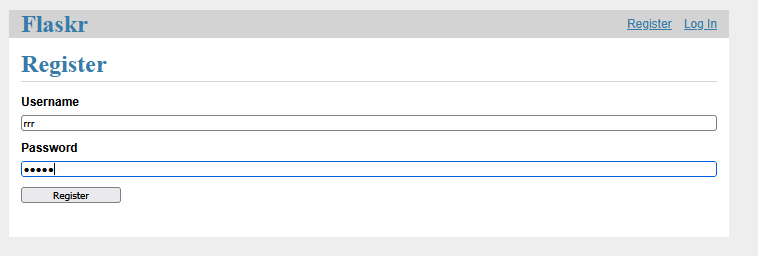 Flaskr
Register Log In
Register
Username
rrr
Password
•••••
Register